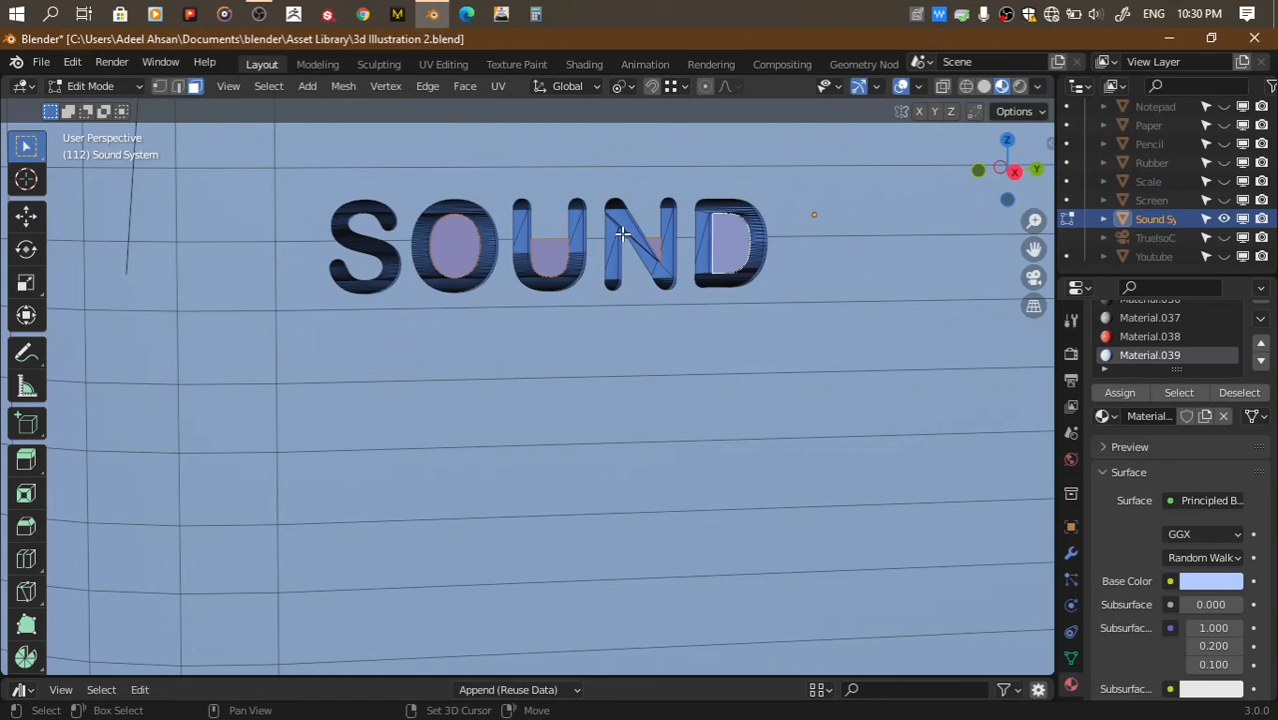 ENG 10:30 PM
Blender* [C:\Users\Adeel Ahsan\Documents\blender\Asset Library\3d Illustration 2.blend]
File Edit Render Window Help Layout Modeling Sculpting UV Editing Texture Paint Shading Animation Rendering Compositing Geometry Nod Scene View Layer
Edit Mode View Select Add Mesh Vertex Edge Face UV Global
X Y Z Options
User Perspective
(112) Sound System
SOUND
Z
Y
X
Notepad
Paper
Pencil
Rubber
Scale
Screen
Sound Sy
TrueIsoC
Youtube
Material.037
Material.038
Material.039
Assign Select Deselect
Material...
Preview
Surface
Surface Principled B...
GGX
Random Walk
Base Color
Subsurface 0.000
Subsurfac... 1.000
0.200
0.100
Subsurfac...
View Select Edit Append (Reuse Data)
Select Box Select Pan View Set 3D Cursor Move 3.0.0